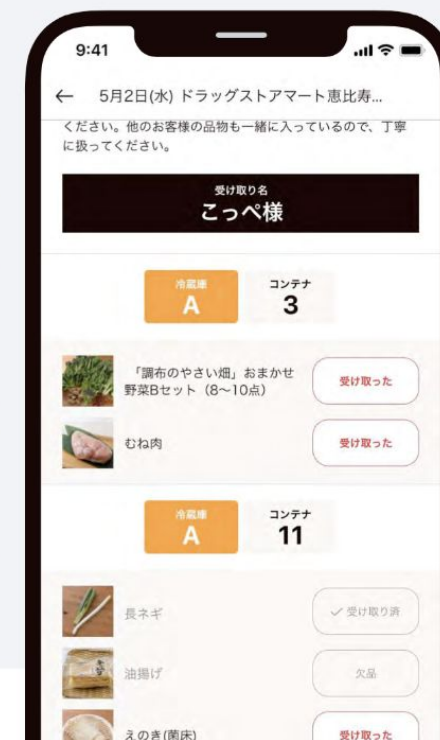 9:41
← 5月2日(水) ドラッグストアマート恵比寿...
ください。他のお客様の品物も一緒に入っているので、丁寧
に扱ってください。
受け取り名
こっぺ様
冷蔵庫
A
コンテナ
3
「調布のやさい畑」おまかせ
野菜Bセット（8〜10点）
受け取った
むね肉
受け取った
冷蔵庫
A
コンテナ
11
長ネギ
✓ 受け取り済
油揚げ
欠品
えのき(菌床)
受け取った